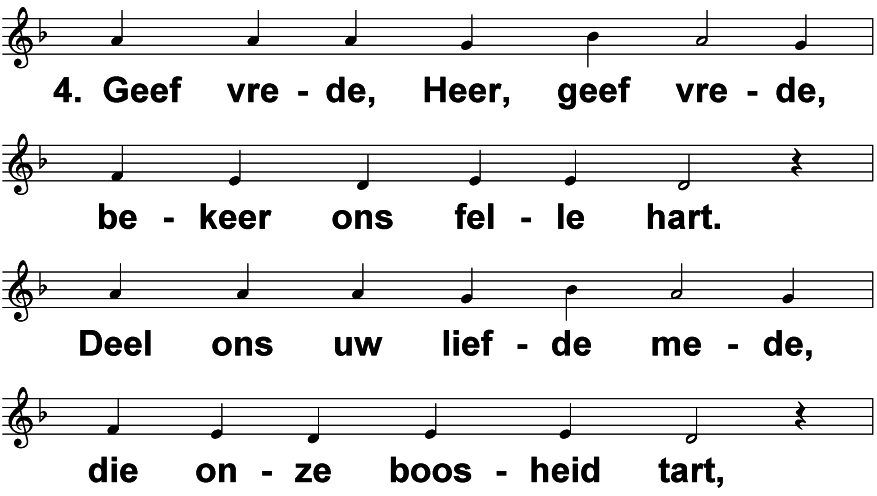 4. Geef vre - de, Heer, geef vre - de,
be - keer ons fel - le hart.
Deel ons uw lief - de me - de,
die on - ze boos - heid tart,